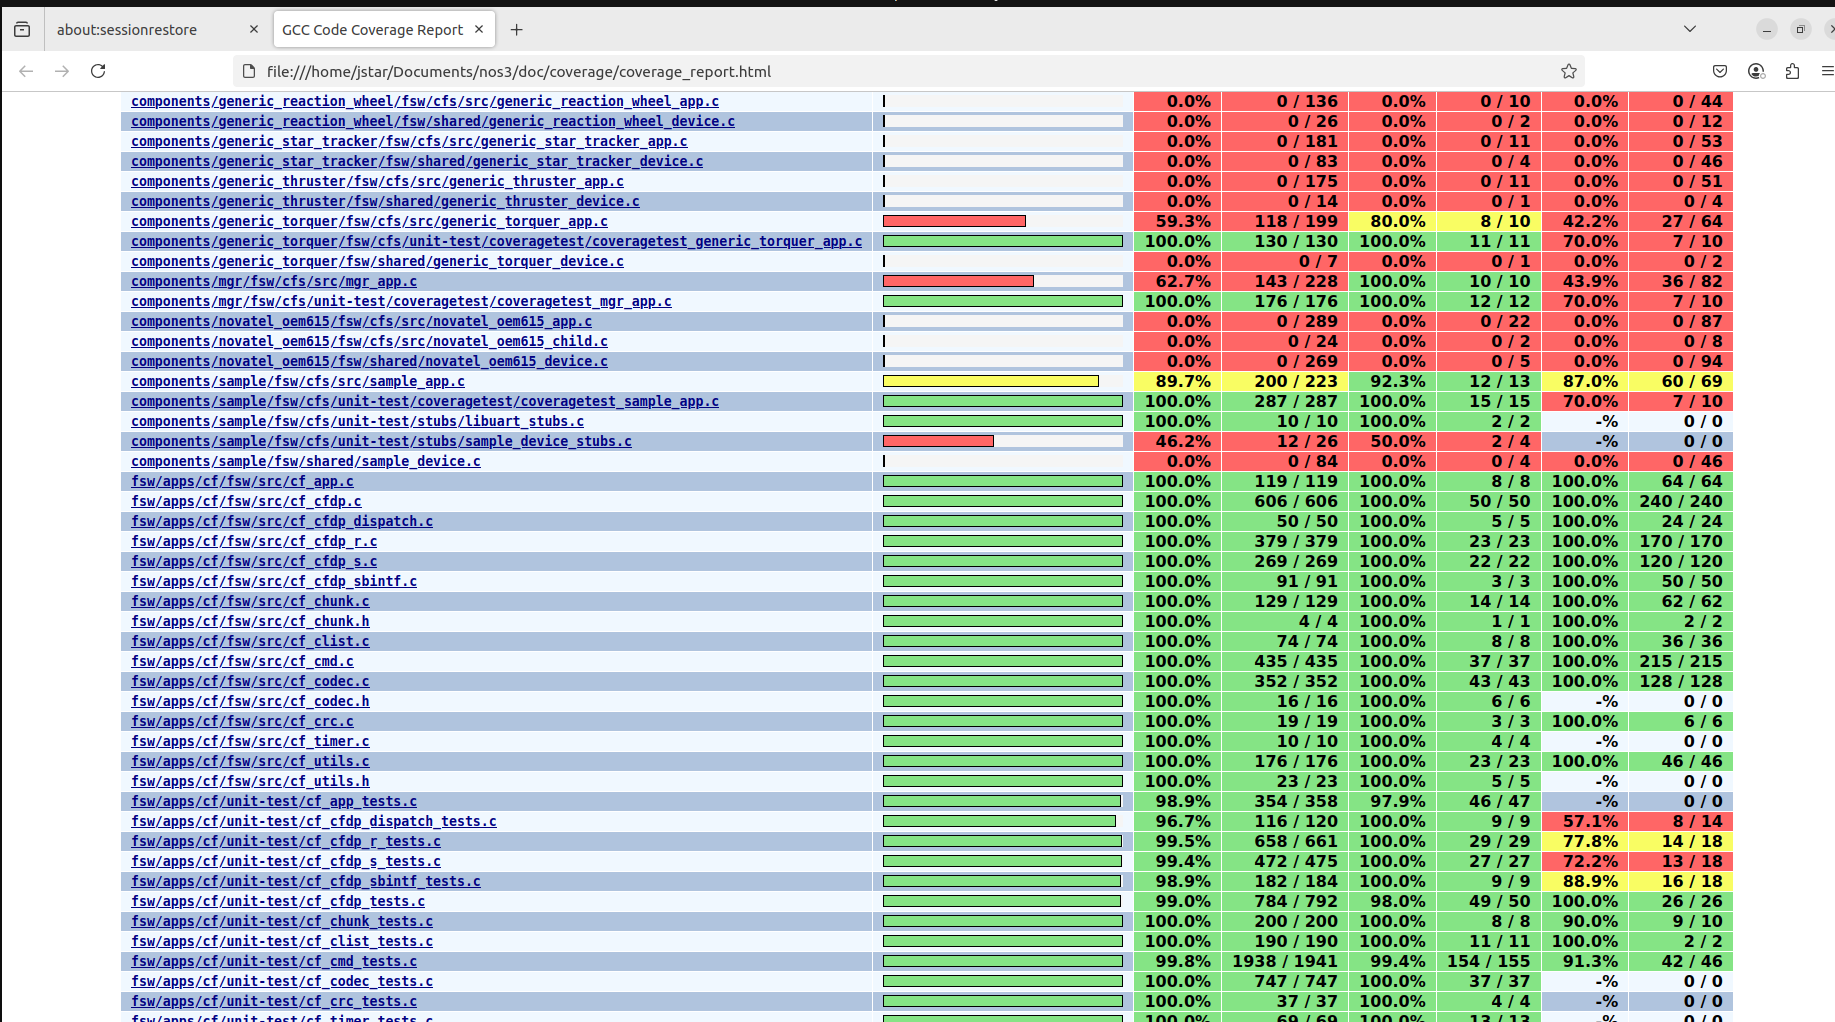 about:sessionrestore
GCC Code Coverage Report
file:///home/jstar/Documents/nos3/doc/coverage/coverage_report.html
components/generic_reaction_wheel/fsw/cfs/src/generic_reaction_wheel_app.c 0.0% 0 / 136 0.0% 0 / 10 0.0% 0 / 44
components/generic_reaction_wheel/fsw/shared/generic_reaction_wheel_device.c 0.0% 0 / 26 0.0% 0 / 2 0.0% 0 / 12
components/generic_star_tracker/fsw/cfs/src/generic_star_tracker_app.c 0.0% 0 / 181 0.0% 0 / 11 0.0% 0 / 53
components/generic_star_tracker/fsw/shared/generic_star_tracker_device.c 0.0% 0 / 83 0.0% 0 / 4 0.0% 0 / 46
components/generic_thruster/fsw/cfs/src/generic_thruster_app.c 0.0% 0 / 175 0.0% 0 / 11 0.0% 0 / 51
components/generic_thruster/fsw/shared/generic_thruster_device.c 0.0% 0 / 14 0.0% 0 / 1 0.0% 0 / 4
components/generic_torquer/fsw/cfs/src/generic_torquer_app.c 59.3% 118 / 199 80.0% 8 / 10 42.2% 27 / 64
components/generic_torquer/fsw/cfs/unit-test/coveragetest/coveragetest_generic_torquer_app.c 100.0% 130 / 130 100.0% 11 / 11 70.0% 7 / 10
components/generic_torquer/fsw/shared/generic_torquer_device.c 0.0% 0 / 7 0.0% 0 / 1 0.0% 0 / 2
components/mgr/fsw/cfs/src/mgr_app.c 62.7% 143 / 228 100.0% 10 / 10 43.9% 36 / 82
components/mgr/fsw/cfs/unit-test/coveragetest/coveragetest_mgr_app.c 100.0% 176 / 176 100.0% 12 / 12 70.0% 7 / 10
components/novatel_oem615/fsw/cfs/src/novatel_oem615_app.c 0.0% 0 / 289 0.0% 0 / 22 0.0% 0 / 87
components/novatel_oem615/fsw/cfs/src/novatel_oem615_child.c 0.0% 0 / 24 0.0% 0 / 2 0.0% 0 / 8
components/novatel_oem615/fsw/shared/novatel_oem615_device.c 0.0% 0 / 269 0.0% 0 / 5 0.0% 0 / 94
components/sample/fsw/cfs/src/sample_app.c 89.7% 200 / 223 92.3% 12 / 13 87.0% 60 / 69
components/sample/fsw/cfs/unit-test/coveragetest/coveragetest_sample_app.c 100.0% 287 / 287 100.0% 15 / 15 70.0% 7 / 10
components/sample/fsw/cfs/unit-test/stubs/libuart_stubs.c 100.0% 10 / 10 100.0% 2 / 2 -% 0 / 0
components/sample/fsw/cfs/unit-test/stubs/sample_device_stubs.c 46.2% 12 / 26 50.0% 2 / 4 -% 0 / 0
components/sample/fsw/shared/sample_device.c 0.0% 0 / 84 0.0% 0 / 4 0.0% 0 / 46
fsw/apps/cf/fsw/src/cf_app.c 100.0% 119 / 119 100.0% 8 / 8 100.0% 64 / 64
fsw/apps/cf/fsw/src/cf_cfdp.c 100.0% 606 / 606 100.0% 50 / 50 100.0% 240 / 240
fsw/apps/cf/fsw/src/cf_cfdp_dispatch.c 100.0% 50 / 50 100.0% 5 / 5 100.0% 24 / 24
fsw/apps/cf/fsw/src/cf_cfdp_r.c 100.0% 379 / 379 100.0% 23 / 23 100.0% 170 / 170
fsw/apps/cf/fsw/src/cf_cfdp_s.c 100.0% 269 / 269 100.0% 22 / 22 100.0% 120 / 120
fsw/apps/cf/fsw/src/cf_cfdp_sbintf.c 100.0% 91 / 91 100.0% 3 / 3 100.0% 50 / 50
fsw/apps/cf/fsw/src/cf_chunk.c 100.0% 129 / 129 100.0% 14 / 14 100.0% 62 / 62
fsw/apps/cf/fsw/src/cf_chunk.h 100.0% 4 / 4 100.0% 1 / 1 100.0% 2 / 2
fsw/apps/cf/fsw/src/cf_clist.c 100.0% 74 / 74 100.0% 8 / 8 100.0% 36 / 36
fsw/apps/cf/fsw/src/cf_cmd.c 100.0% 435 / 435 100.0% 37 / 37 100.0% 215 / 215
fsw/apps/cf/fsw/src/cf_codec.c 100.0% 352 / 352 100.0% 43 / 43 100.0% 128 / 128
fsw/apps/cf/fsw/src/cf_codec.h 100.0% 16 / 16 100.0% 6 / 6 -% 0 / 0
fsw/apps/cf/fsw/src/cf_crc.c 100.0% 19 / 19 100.0% 3 / 3 100.0% 6 / 6
fsw/apps/cf/fsw/src/cf_timer.c 100.0% 10 / 10 100.0% 4 / 4 -% 0 / 0
fsw/apps/cf/fsw/src/cf_utils.c 100.0% 176 / 176 100.0% 23 / 23 100.0% 46 / 46
fsw/apps/cf/fsw/src/cf_utils.h 100.0% 23 / 23 100.0% 5 / 5 -% 0 / 0
fsw/apps/cf/unit-test/cf_app_tests.c 98.9% 354 / 358 97.9% 46 / 47 -% 0 / 0
fsw/apps/cf/unit-test/cf_cfdp_dispatch_tests.c 96.7% 116 / 120 100.0% 9 / 9 57.1% 8 / 14
fsw/apps/cf/unit-test/cf_cfdp_r_tests.c 99.5% 658 / 661 100.0% 29 / 29 77.8% 14 / 18
fsw/apps/cf/unit-test/cf_cfdp_s_tests.c 99.4% 472 / 475 100.0% 27 / 27 72.2% 13 / 18
fsw/apps/cf/unit-test/cf_cfdp_sbintf_tests.c 98.9% 182 / 184 100.0% 9 / 9 88.9% 16 / 18
fsw/apps/cf/unit-test/cf_cfdp_tests.c 99.0% 784 / 792 98.0% 49 / 50 100.0% 26 / 26
fsw/apps/cf/unit-test/cf_chunk_tests.c 100.0% 200 / 200 100.0% 8 / 8 90.0% 9 / 10
fsw/apps/cf/unit-test/cf_clist_tests.c 100.0% 190 / 190 100.0% 11 / 11 100.0% 2 / 2
fsw/apps/cf/unit-test/cf_cmd_tests.c 99.8% 1938 / 1941 99.4% 154 / 155 91.3% 42 / 46
fsw/apps/cf/unit-test/cf_codec_tests.c 100.0% 747 / 747 100.0% 37 / 37 -% 0 / 0
fsw/apps/cf/unit-test/cf_crc_tests.c 100.0% 37 / 37 100.0% 4 / 4 -% 0 / 0
fsw/apps/cf/unit-test/cf_timer_tests.c 100.0% 69 / 69 100.0% 13 / 13 -% 0 / 0